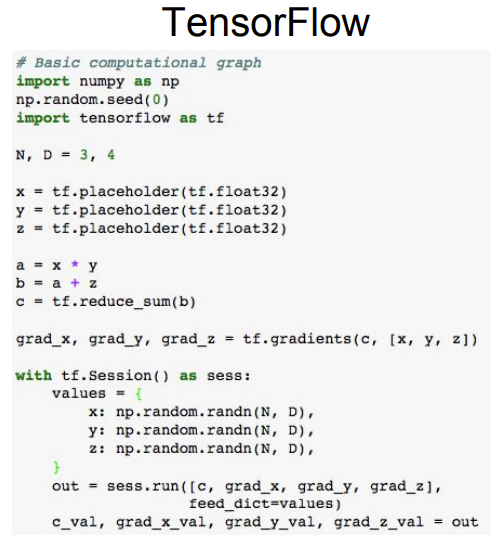 TensorFlow
# Basic computational graph
import numpy as np
np.random.seed(0)
import tensorflow as tf
N, D = 3, 4
x = tf.placeholder(tf.float32)
y = tf.placeholder(tf.float32)
z = tf.placeholder(tf.float32)
a = x * y
b = a + z
c = tf.reduce_sum(b)
grad_x, grad_y, grad_z = tf.gradients(c, [x, y, z])
with tf.Session() as sess:
    values = {
        x: np.random.randn(N, D),
        y: np.random.randn(N, D),
        z: np.random.randn(N, D),
    }
    out = sess.run([c, grad_x, grad_y, grad_z],
                   feed_dict=values)
    c_val, grad_x_val, grad_y_val, grad_z_val = out